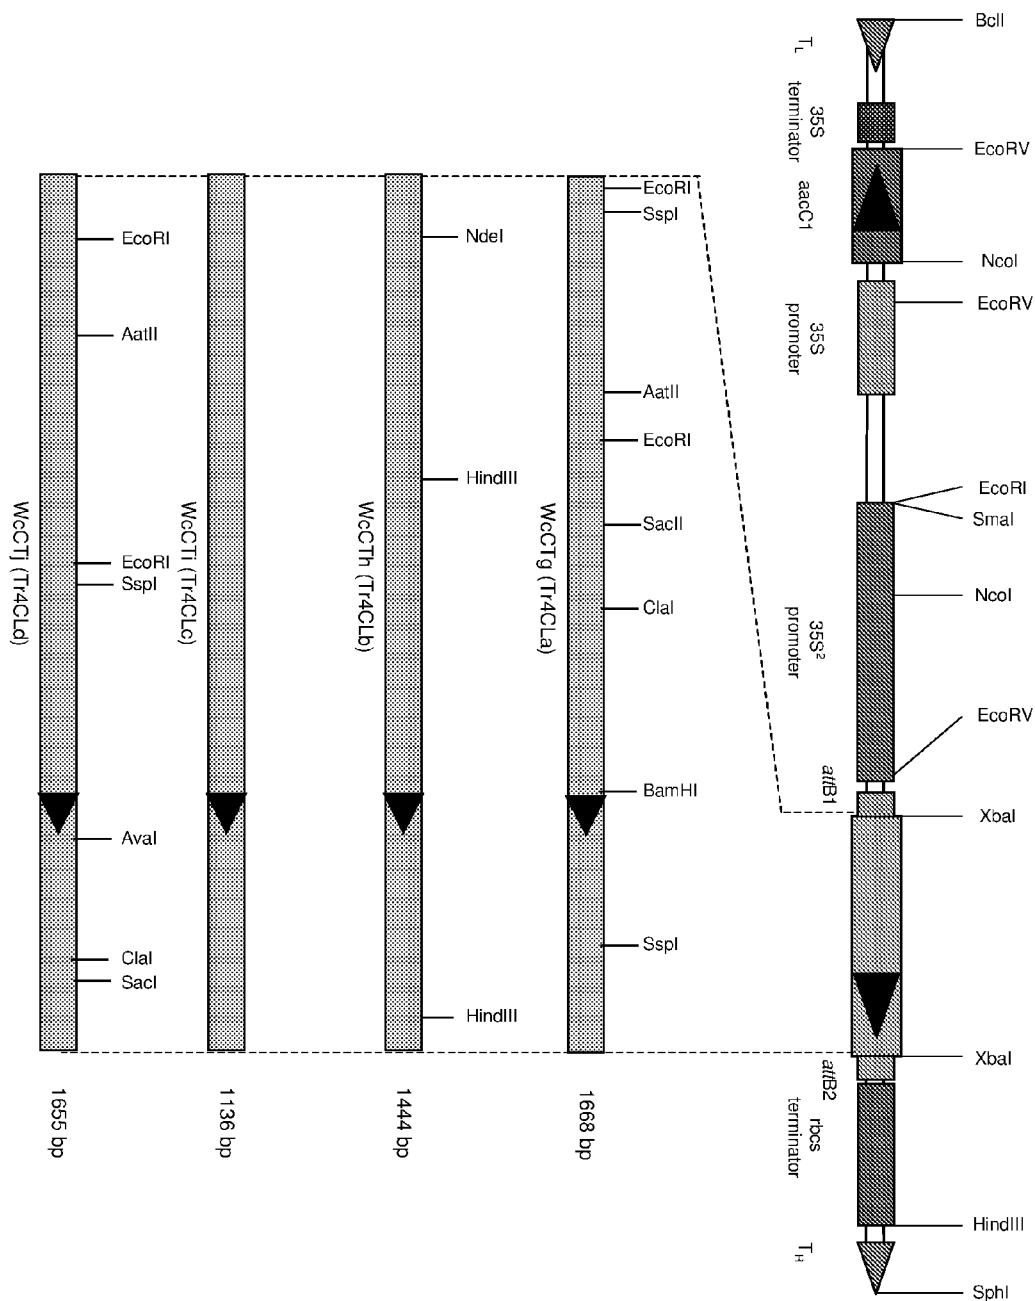 BclI
T_L
35S
terminator
EcoRV
aacC1
NcoI
EcoRV
35S
promoter
EcoRI
SmaI
NcoI
35S²
promoter
EcoRV
attB1
XbaI
XbaI
attB2
rbcs
terminator
HindIII
T_R
SphI
EcoRI
SspI
AatII
EcoRI
SacII
ClaI
BamHI
SspI
WcCTg (Tr4CLa)
1668 bp
NdeI
HindIII
HindIII
WcCTh (Tr4CLb)
1444 bp
WcCTi (Tr4CLc)
1136 bp
EcoRI
AatII
EcoRI
SspI
AvaI
ClaI
SacI
WcCTj (Tr4CLd)
1655 bp